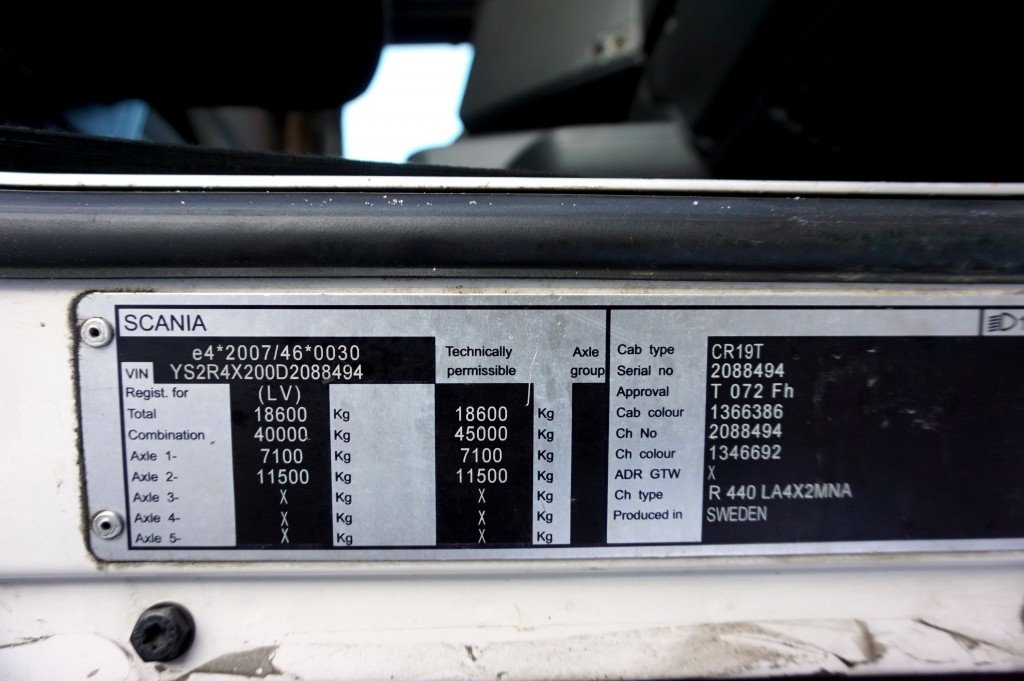 SCANIA
e4*2007/46*0030
VIN YS2R4X200D2088494
Technically permissible Axle group
Regist. for (LV)
Total 18600 Kg 18600 Kg
Combination 40000 Kg 45000 Kg
Axle 1- 7100 Kg 7100 Kg
Axle 2- 11500 Kg 11500 Kg
Axle 3- X Kg X Kg
Axle 4- X Kg X Kg
Axle 5- X Kg X Kg
Cab type CR19T
Serial no 2088494
Approval T 072 Fh
Cab colour 1366386
Ch No 2088494
Ch colour 1346692
ADR GTW X
Ch type R 440 LA4X2MNA
Produced in SWEDEN